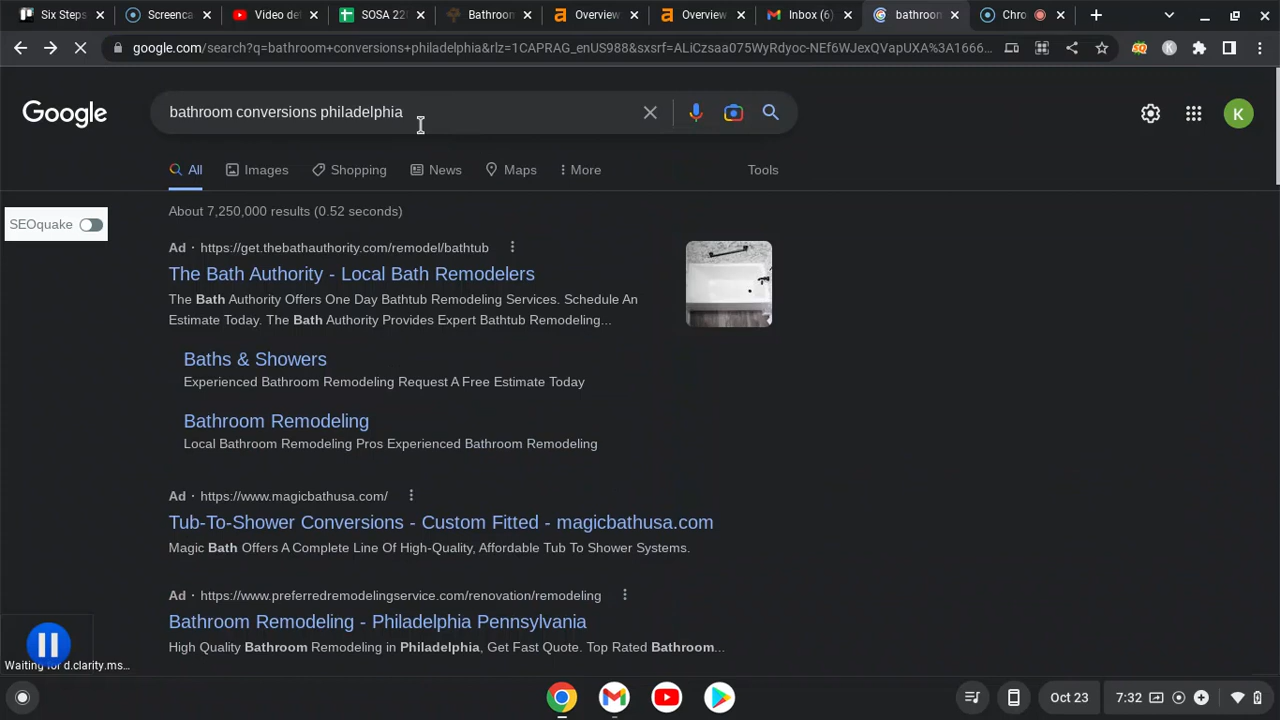 Six Steps
Screenca
Video de
SOSA 22
Bathroom
Overview
Overview
Inbox (6)
bathroom
Chro
google.com/search?q=bathroom+conversions+philadelphia&rlz=1CAPRAG_enUS988&sxsrf=ALiCzsaa075WyRdyoc-NEf6WJexQVapUXA%3A1666...
K
Google
bathroom conversions philadelphia
K
All
Images
Shopping
News
Maps
More
Tools
About 7,250,000 results (0.52 seconds)
SEOquake
Ad · https://get.thebathauthority.com/remodel/bathtub
The Bath Authority - Local Bath Remodelers
The Bath Authority Offers One Day Bathtub Remodeling Services. Schedule An
Estimate Today. The Bath Authority Provides Expert Bathtub Remodeling...
Baths & Showers
Experienced Bathroom Remodeling Request A Free Estimate Today
Bathroom Remodeling
Local Bathroom Remodeling Pros Experienced Bathroom Remodeling
Ad · https://www.magicbathusa.com/
Tub-To-Shower Conversions - Custom Fitted - magicbathusa.com
Magic Bath Offers A Complete Line Of High-Quality, Affordable Tub To Shower Systems.
Ad · https://www.preferredremodelingservice.com/renovation/remodeling
Bathroom Remodeling - Philadelphia Pennsylvania
High Quality Bathroom Remodeling in Philadelphia, Get Fast Quote. Top Rated Bathroom...
Waiting for d.clarity.ms...
Oct 23
7:32